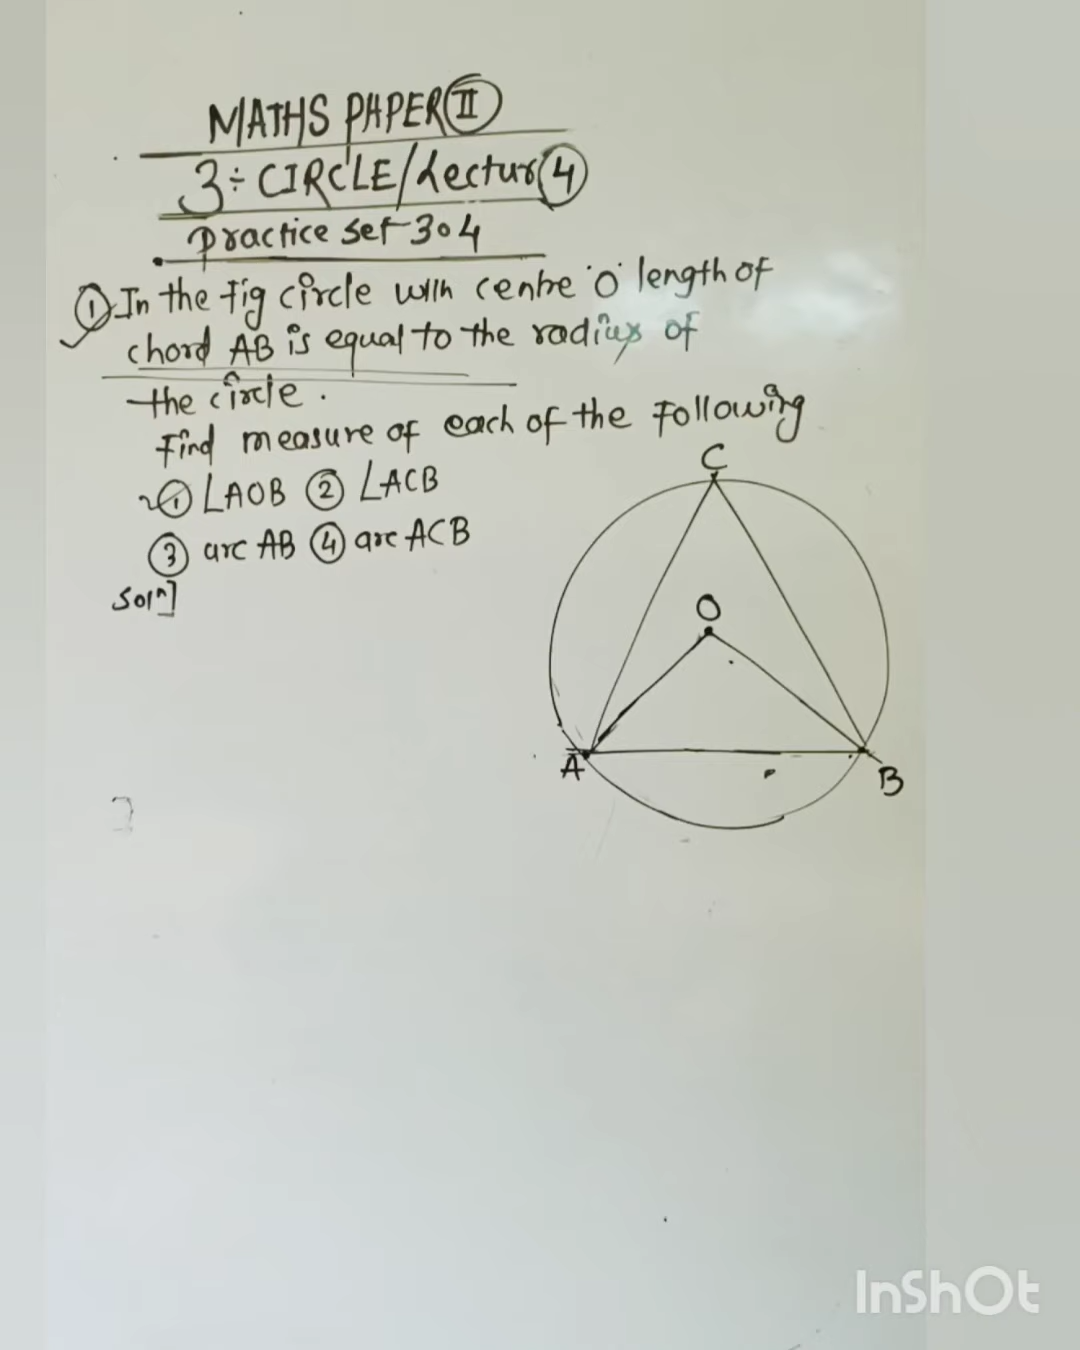 MATHS PAPER II
3÷ CIRCLE/Lectur 4
Practice set 3.4
① In the fig circle with centre 'O' length of
chord AB is equal to the radius of
the circle.
Find measure of each of the Following
① ∠AOB ② ∠ACB
③ arc AB ④ arc ACB
Solⁿ]
C
O
A
B
InShOt